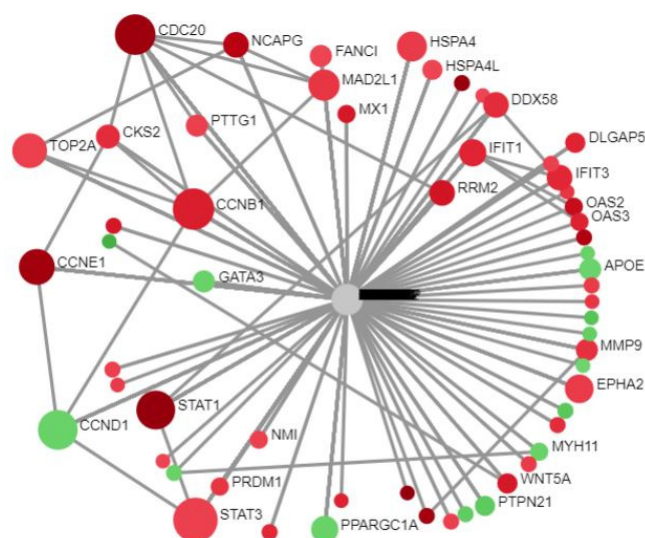 CDC20
NCAPG
FANCI
HSPA4
HSPA4L
MAD2L1
DDX58
MX1
PTTG1
CKS2
TOP2A
DLGAP5
IFIT1
IFIT3
RRM2
OAS2
OAS3
CCNB1
CCNE1
GATA3
APOE
MMP9
EPHA2
STAT1
CCND1
NMI
MYH11
PRDM1
WNT5A
PTPN21
STAT3
PPARGC1A